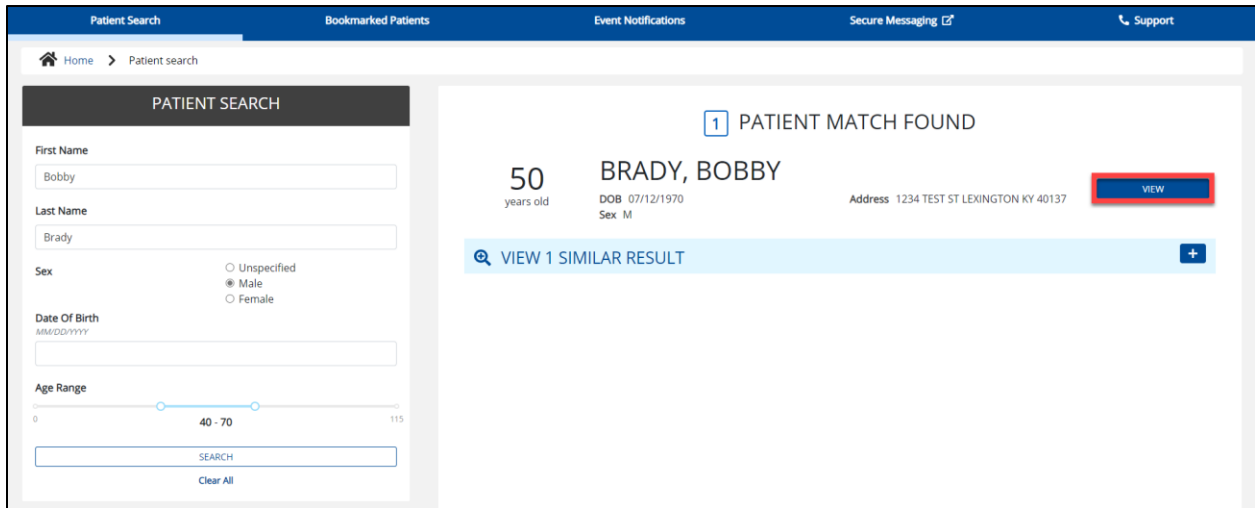 Patient Search
Bookmarked Patients
Event Notifications
Secure Messaging
Support
Home
Patient search
PATIENT SEARCH
First Name
Bobby
Last Name
Brady
Sex
Unspecified
Male
Female
Date Of Birth
MM/DD/YYYY
Age Range
0
40 - 70
115
SEARCH
Clear All
1 PATIENT MATCH FOUND
50
years old
BRADY, BOBBY
DOB 07/12/1970
Sex M
Address 1234 TEST ST LEXINGTON KY 40137
VIEW
VIEW 1 SIMILAR RESULT
+